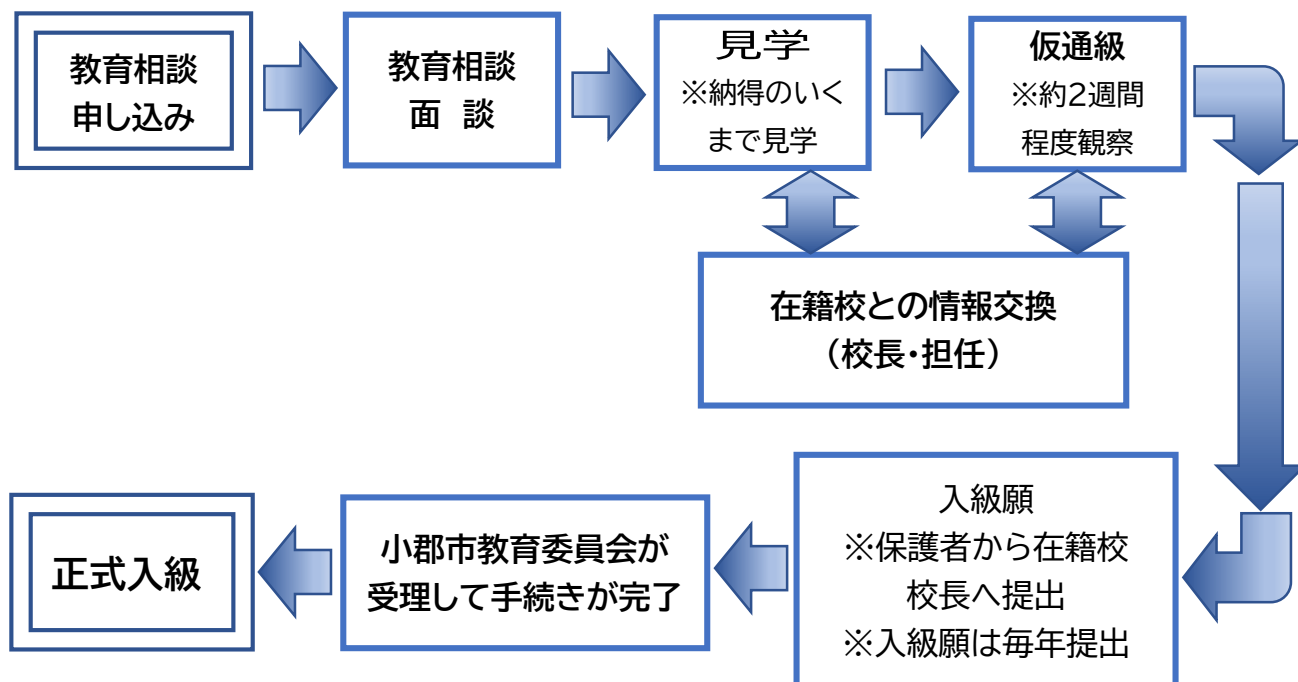 教育相談
申し込み
教育相談
面　談
見学
※納得のいく
まで見学
仮通級
※約2週間
程度観察
在籍校との情報交換
（校長・担任）
入級願
※保護者から在籍校
校長へ提出
※入級願は毎年提出
小郡市教育委員会が
受理して手続きが完了
正式入級